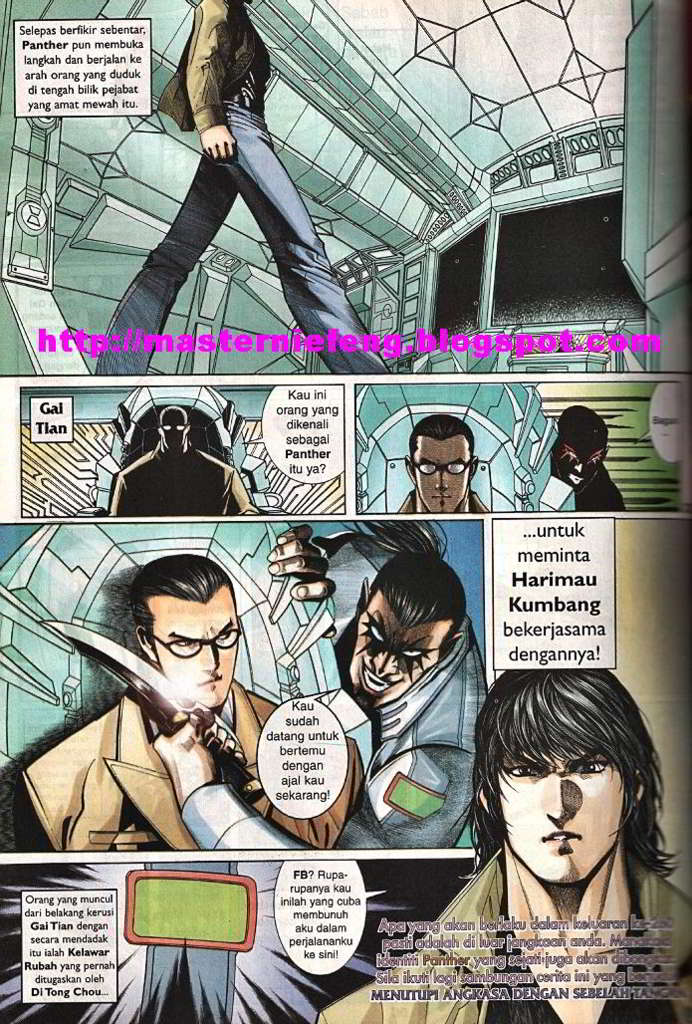 Selepas berfikir sebentar,
Panther pun membuka
langkah dan berjalan ke
arah orang yang duduk
di tengah bilik pejabat
yang amat mewah itu.
http://masterniefeng.blogspot.com
Gai
Tian
Kau ini
orang yang
dikenali
sebagai
Panther
itu ya?
Kau
sudah
datang untuk
bertemu
dengan
ajal kau
sekarang!
...untuk
meminta
Harimau
Kumbang
bekerjasama
dengannya!
Orang yang muncul
dari belakang kerusi
Gai Tian dengan
secara mendadak
itu ialah Kelawar
Rubah yang pernah
ditugaskan oleh
Di Tong Chou...
FB? Rupa-
rupanya kau
inilah yang cuba
membunuh
aku dalam
perjalananku
ke sini!
Apa yang akan berlaku dalam keluaran
pasti adalah di luar jangkaan anda.
Identiti Panther yang sejati juga akan
Sila ikuti lagi sambungan cerita ini yang
MENUTUPI ANGKASA DENGAN SEBELAH